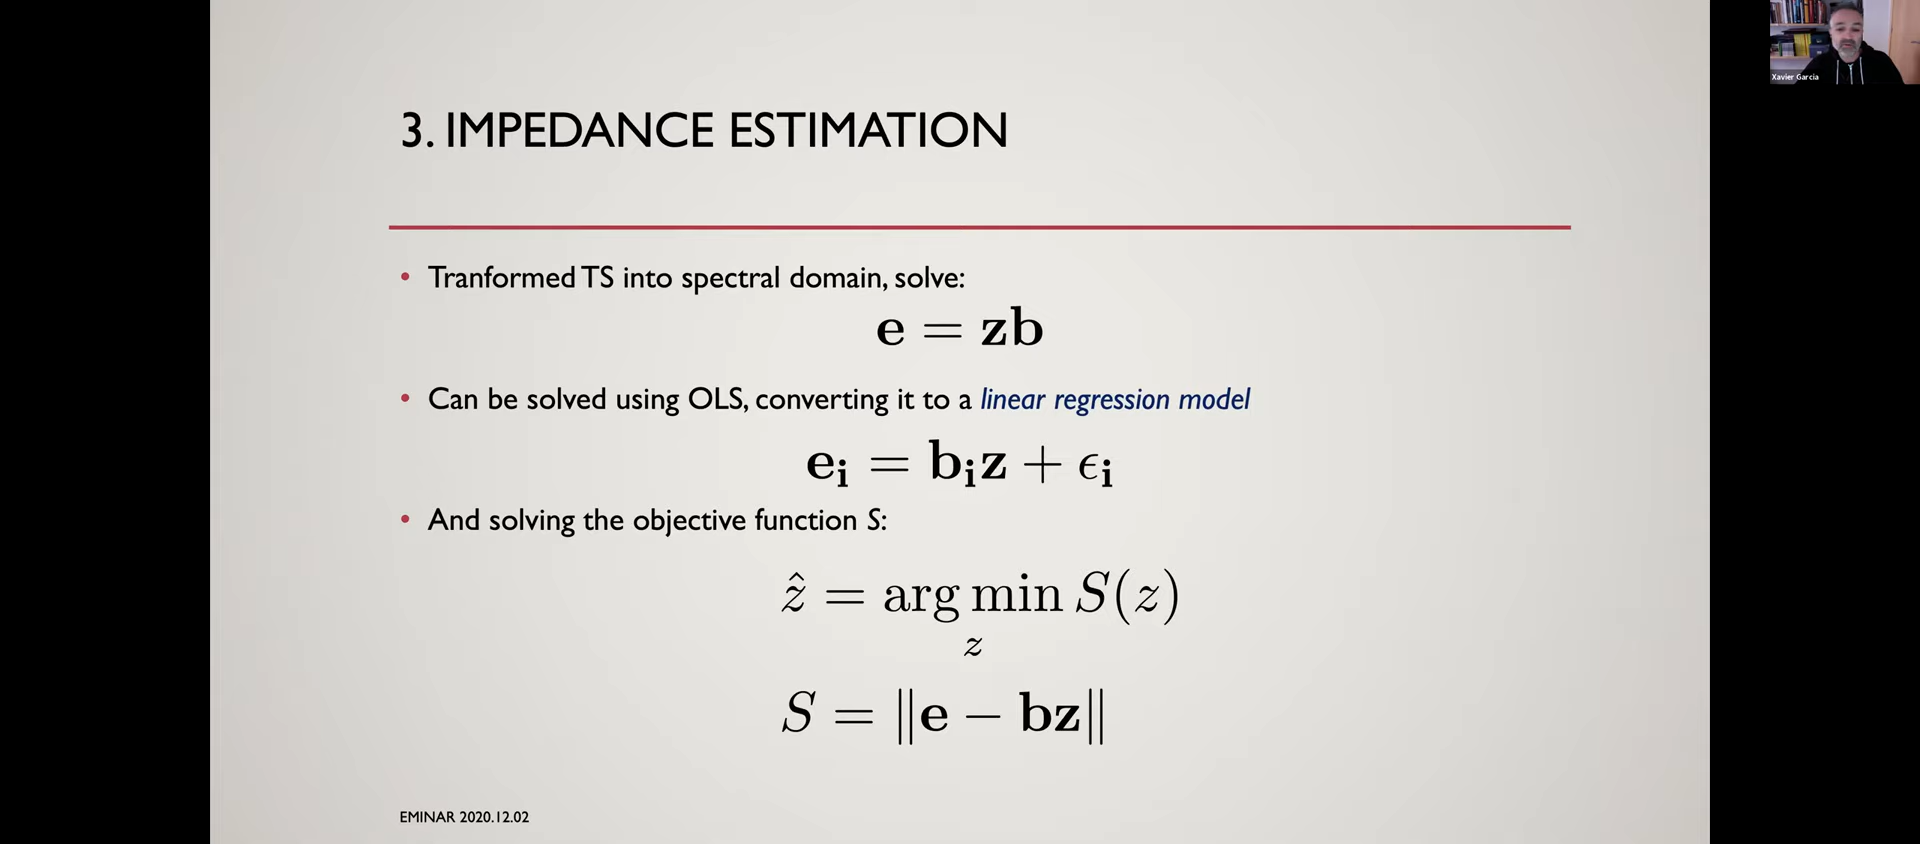 Xavier Garcia
3. IMPEDANCE ESTIMATION
• Tranformed TS into spectral domain, solve:
e = zb
• Can be solved using OLS, converting it to a linear regression model
eᵢ = bᵢz + ϵᵢ
• And solving the objective function S:
ẑ = arg min S(z)
z
S = ‖e − bz‖
EMINAR 2020.12.02